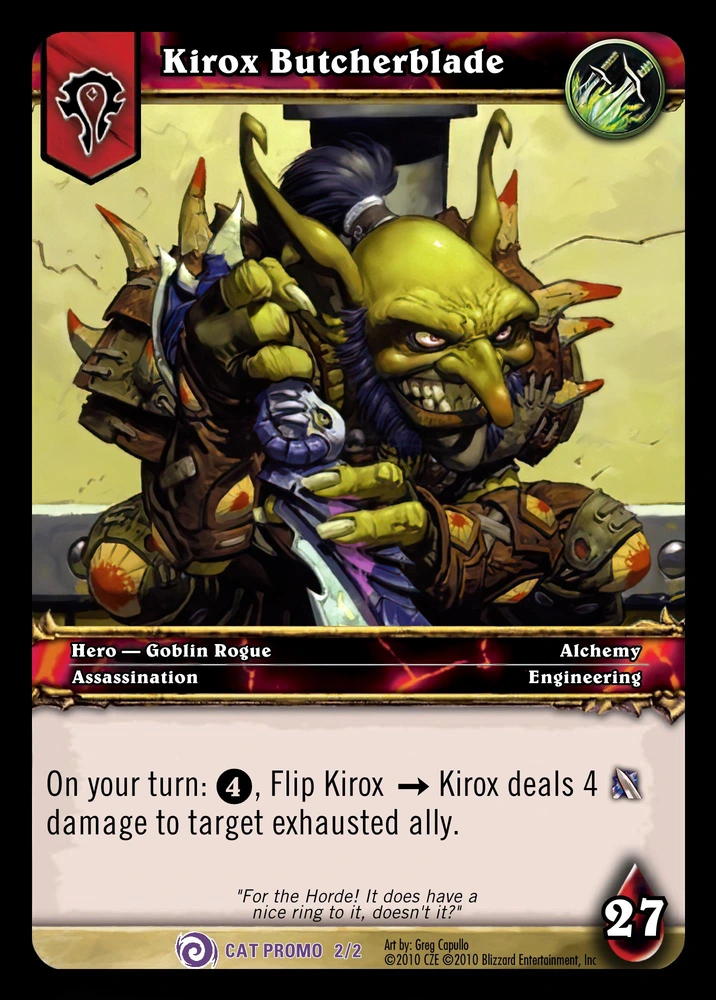 Kirox Butcherblade
Hero — Goblin Rogue
Alchemy
Assassination
Engineering
On your turn: 4, Flip Kirox → Kirox deals 4
damage to target exhausted ally.
"For the Horde! It does have a
nice ring to it, doesn't it?"
27
CAT PROMO 2/2
Art by: Greg Capullo
©2010 CZE ©2010 Blizzard Entertainment, Inc